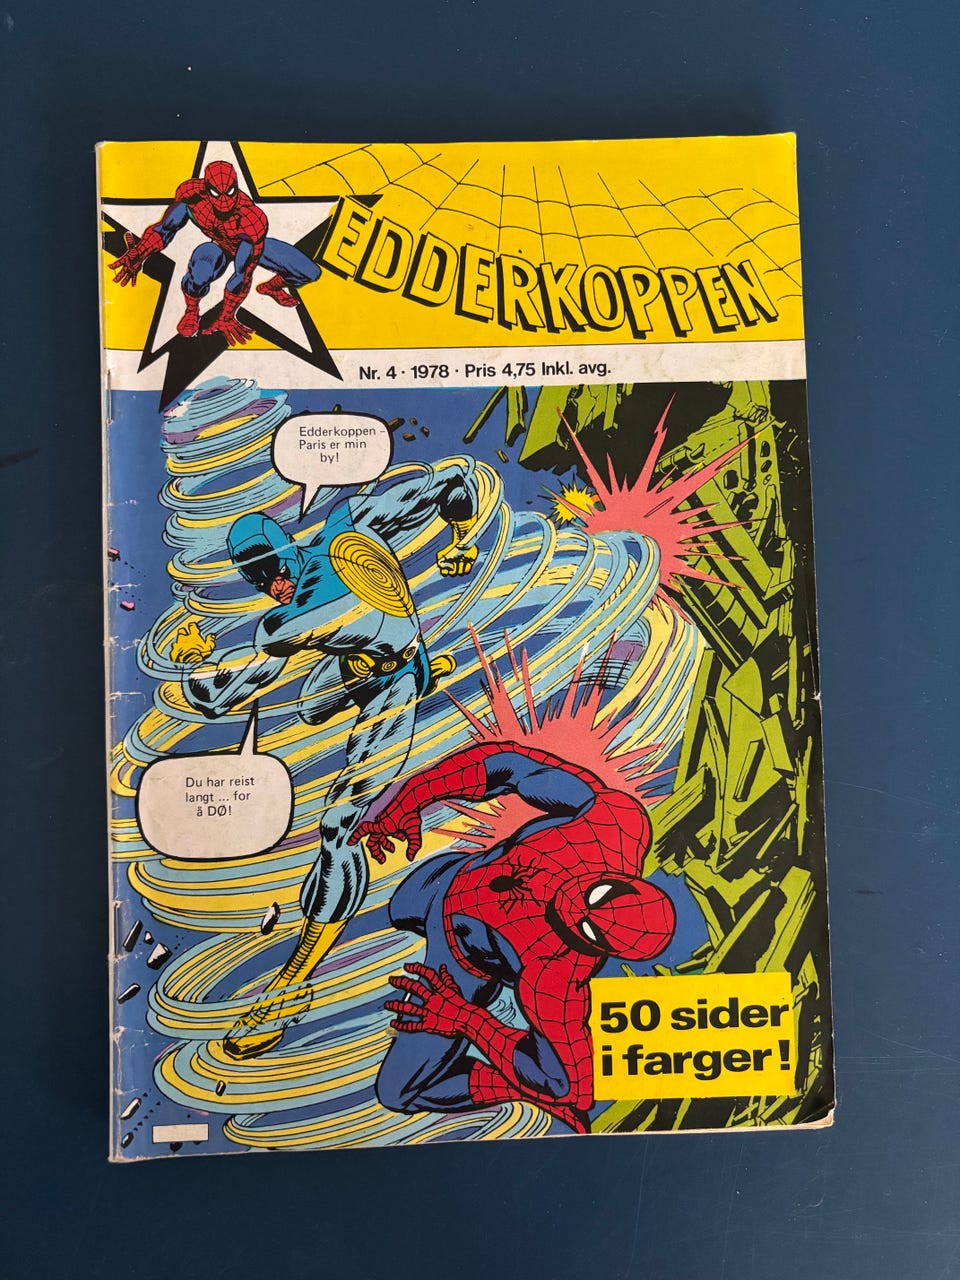 EDDERKOPPEN
Nr. 4 · 1978 · Pris 4,75 Inkl. avg.
Edderkoppen –
Paris er min
by!
Du har reist
langt ... for
å DØ!
50 sider
i farger!